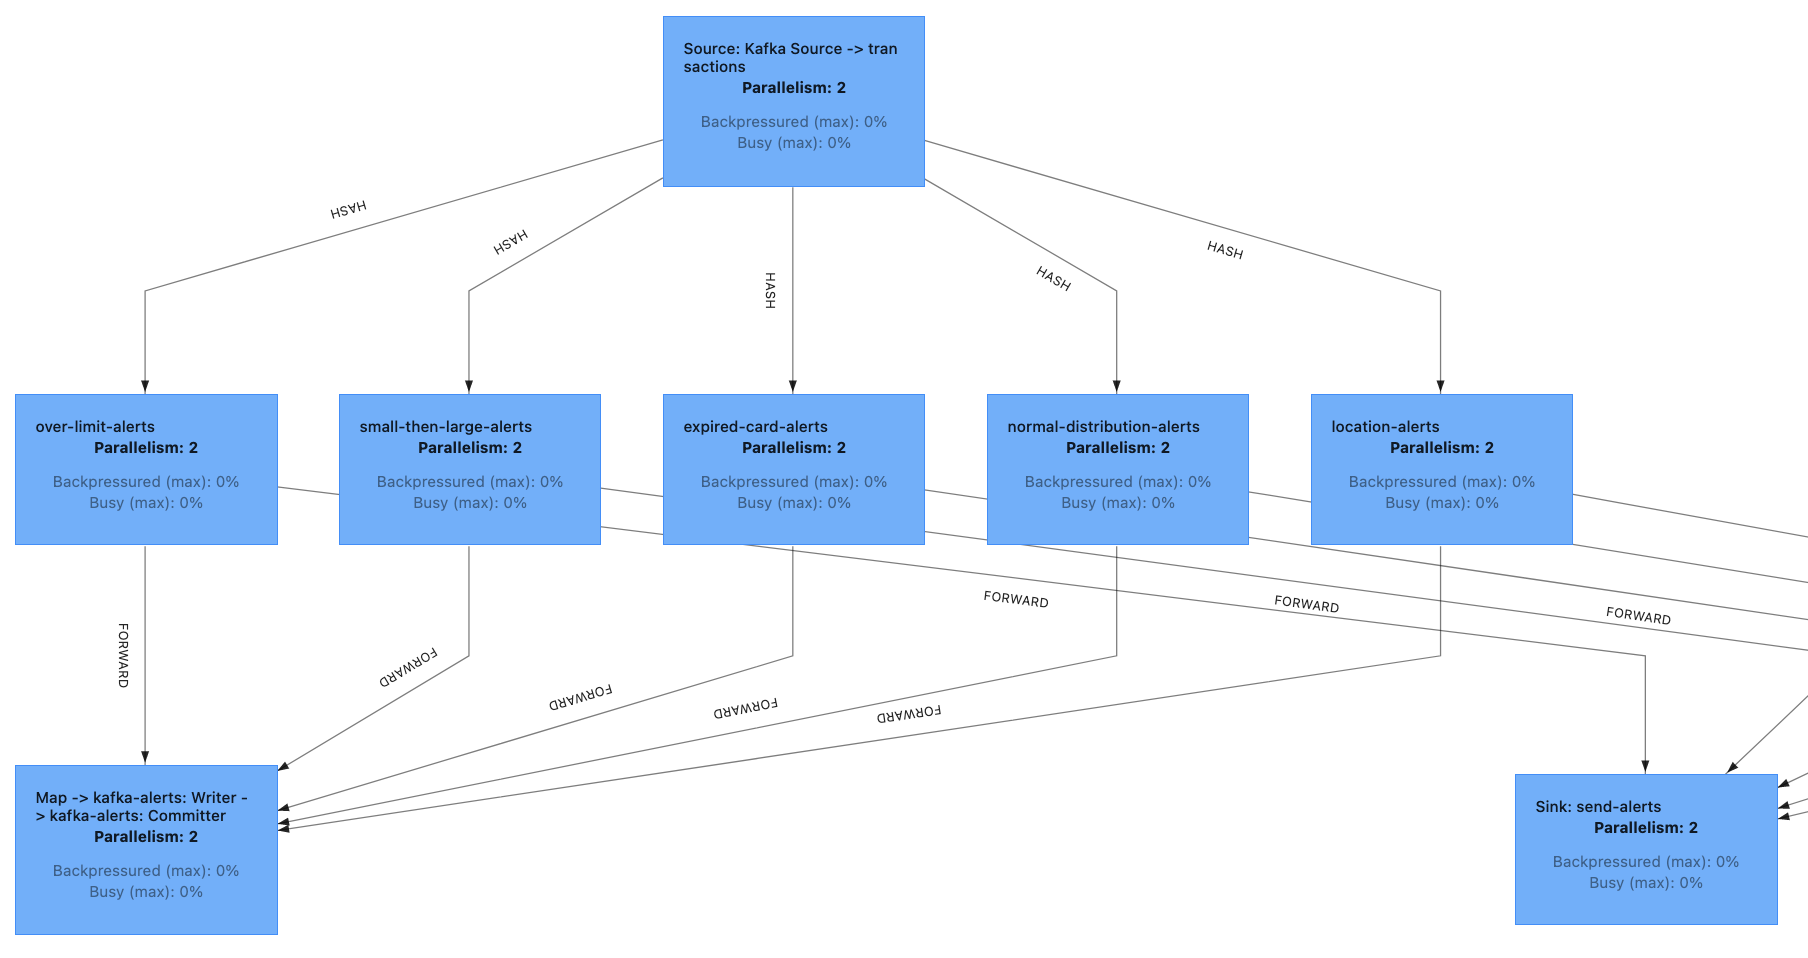 Source: Kafka Source -> tran
sactions
Parallelism: 2
Backpressured (max): 0%
Busy (max): 0%
HASH
HASH
HASH
HASH
HASH
over-limit-alerts
Parallelism: 2
Backpressured (max): 0%
Busy (max): 0%
small-then-large-alerts
Parallelism: 2
Backpressured (max): 0%
Busy (max): 0%
expired-card-alerts
Parallelism: 2
Backpressured (max): 0%
Busy (max): 0%
normal-distribution-alerts
Parallelism: 2
Backpressured (max): 0%
Busy (max): 0%
location-alerts
Parallelism: 2
Backpressured (max): 0%
Busy (max): 0%
FORWARD
FORWARD
FORWARD
FORWARD
FORWARD
FORWARD
FORWARD
FORWARD
Map -> kafka-alerts: Writer -
> kafka-alerts: Committer
Parallelism: 2
Backpressured (max): 0%
Busy (max): 0%
Sink: send-alerts
Parallelism: 2
Backpressured (max): 0%
Busy (max): 0%